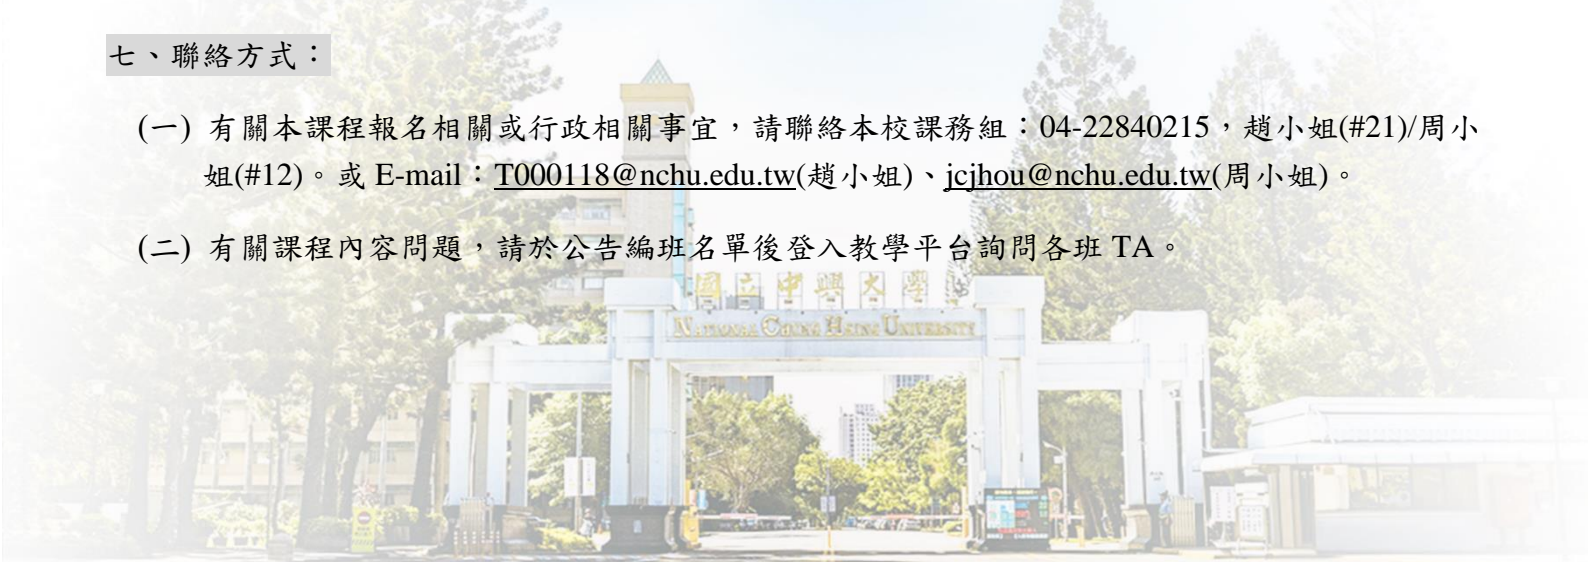 七、聯絡方式：
(一) 有關本課程報名相關或行政相關事宜，請聯絡本校課務組：04-22840215，趙小姐(#21)/周小
姐(#12)。或 E-mail：T000118@nchu.edu.tw(趙小姐)、jcjhou@nchu.edu.tw(周小姐)。
(二) 有關課程內容問題，請於公告編班名單後登入教學平台詢問各班 TA。
國立中興大學
NATIONAL CHUNG HSING UNIVERSITY